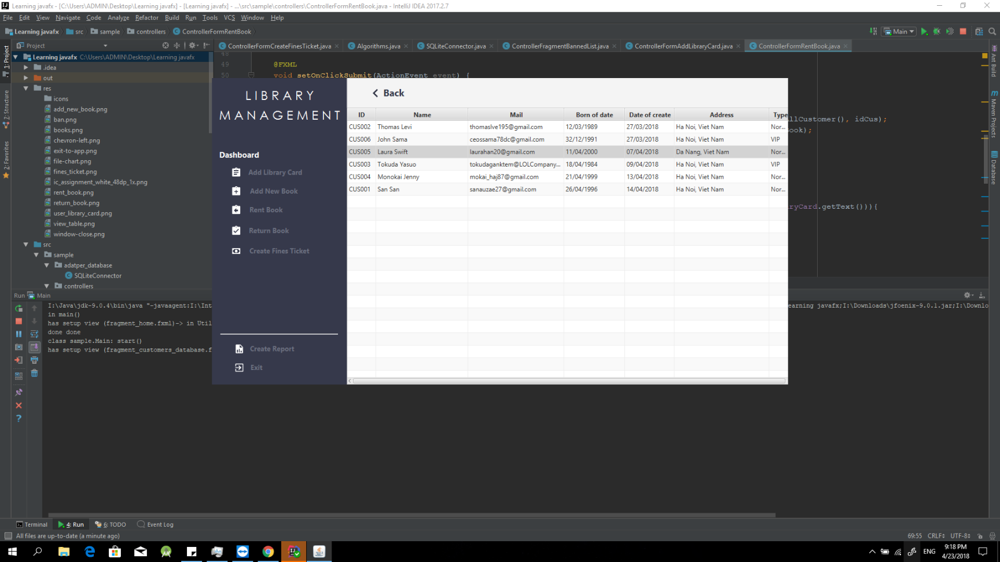 Learning javafx - [C:\Users\ADMIN\Desktop\Learning javafx] - [Learning javafx] - ...\src\sample\controllers\ControllerFormRentBook.java - IntelliJ IDEA 2017.2.7
File Edit View Navigate Code Analyze Refactor Build Run Tools VCS Window Help
Learning javafx src sample controllers ControllerFormRentBook Main
Project
ControllerFormCreateFinesTicket.java Algorithms.java SQLiteConnector.java ControllerFragmentBannedList.java ControllerFormAddLibraryCard.java ControllerFormRentBook.java
1: Project
7: Structure
2: Favorites
Ant Build
Maven Projects
Database
Learning javafx C:\Users\ADMIN\Desktop\Learning javafx
.idea
out
res
icons
add_new_book.png
ban.png
books.png
chevron-left.png
exit-to-app.png
file-chart.png
fines_ticket.png
ic_assignment_white_48dp_1x.png
rent_book.png
return_book.png
user_library_card.png
view_table.png
window-close.png
src
sample
adatper_database
SQLiteConnector
controllers
48
49 @FXML
50 void setOnClickSubmit(ActionEvent event) {
llCustomer(), idCus);
Book);
ryCard.getText())){
LIBRARY
MANAGEMENT
Dashboard
Add Library Card
Add New Book
Rent Book
Return Book
Create Fines Ticket
Create Report
Exit
Back
ID Name Mail Born of date Date of create Address Type
CUS002 Thomas Levi thomaslve195@gmail.com 12/03/1989 27/03/2018 Ha Noi, Viet Nam Nor...
CUS006 John Sama ceossama78dc@gmail.com 32/12/1991 27/03/2018 Ha Noi, Viet Nam VIP
CUS005 Laura Swift laurahan20@gmail.com 11/04/2000 07/04/2018 Da Nang, Viet Nam Nor...
CUS003 Tokuda Yasuo tokudaganktem@LOLCompany... 18/04/1984 09/04/2018 Ha Noi, Viet Nam VIP
CUS004 Monokai Jenny mokai_haj87@gmail.com 21/04/1999 13/04/2018 Ha Noi, Viet Nam Nor...
CUS001 San San sanauzae27@gmail.com 26/04/1996 14/04/2018 Ha Noi, Viet Nam Nor...
Run Main
I:\Java\jdk-9.0.4\bin\java "-javaagent:I:\Int earning javafx;I:\Downloads\jfoenix-9.0.1.jar;I:\Downlo
in main()
has setup view (fragment_home.fxml)-> in Util
done done
class sample.Main: start()
has setup view (fragment_customers_database.f
Terminal 4: Run 6: TODO Event Log
All files are up-to-date (a minute ago) 69:55 CRLF UTF-8
ENG 9:18 PM
4/23/2018